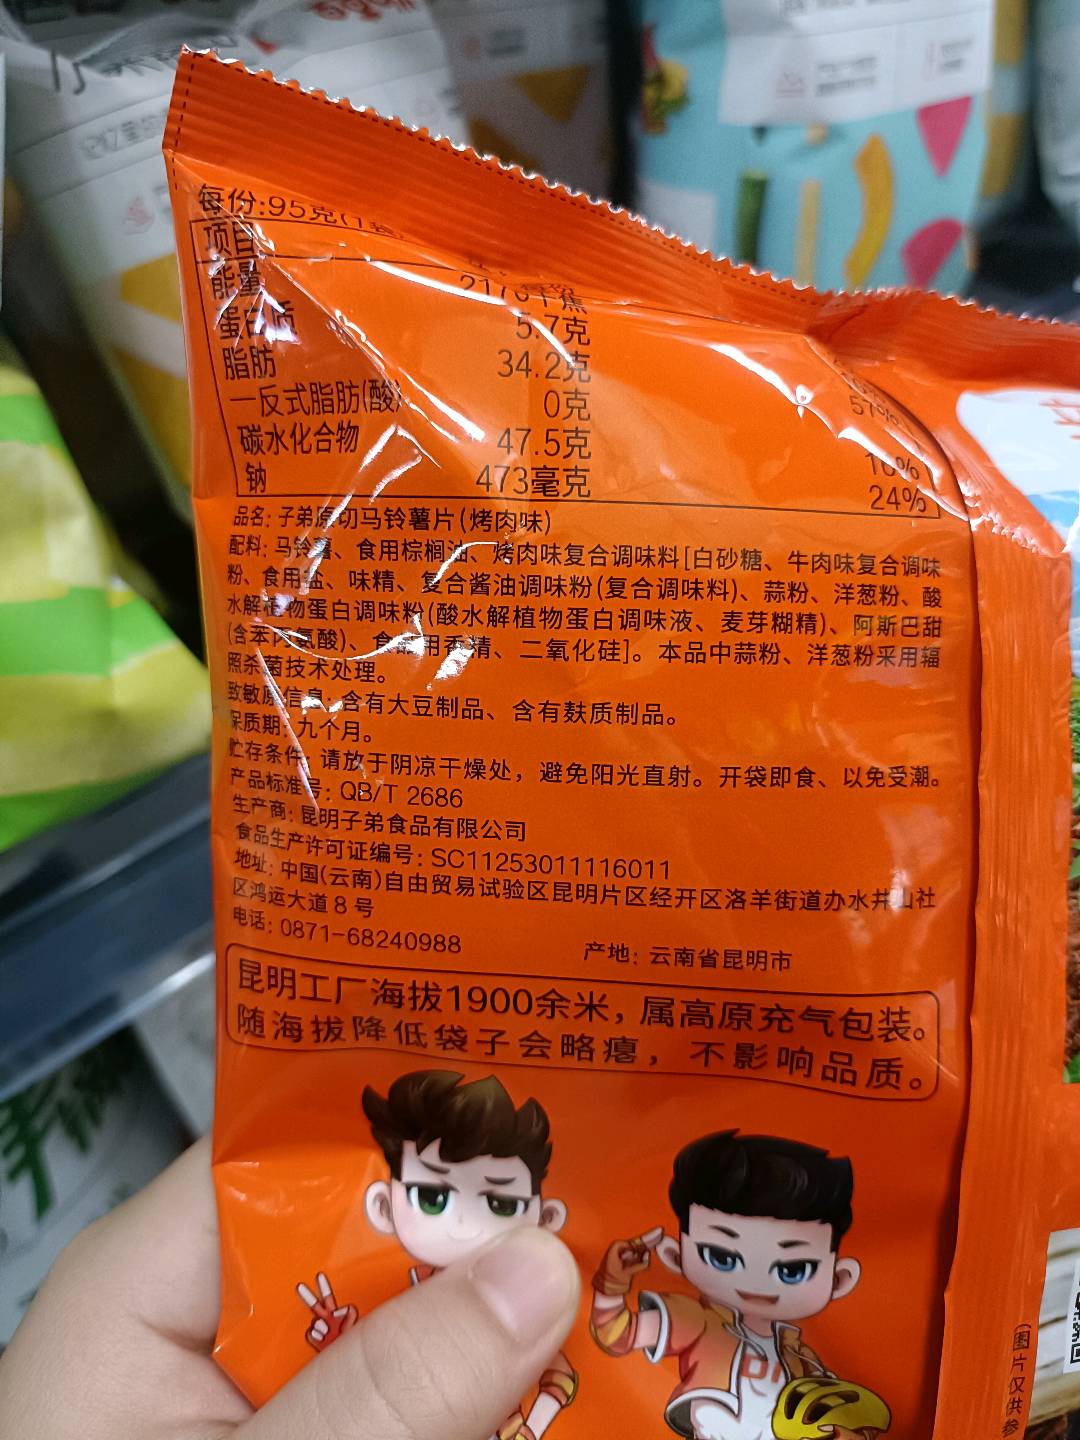 每份:95克(1袋)
项目
能量
蛋白质 5.7克
脂肪 34.2克 57%
—反式脂肪(酸) 0克
碳水化合物 47.5克 16%
钠 473毫克 24%
品名: 子弟原切马铃薯片(烤肉味)
配料: 马铃薯、食用棕榈油、烤肉味复合调味料[白砂糖、牛肉味复合调味
粉、食用盐、味精、复合酱油调味粉(复合调味料)、蒜粉、洋葱粉、酸
水解植物蛋白调味粉(酸水解植物蛋白调味液、麦芽糊精)、阿斯巴甜
(含苯丙氨酸)、食品用香精、二氧化硅]。本品中蒜粉、洋葱粉采用辐
照杀菌技术处理。
致敏原信息: 含有大豆制品、含有麸质制品。
保质期: 九个月。
贮存条件: 请放于阴凉干燥处，避免阳光直射。开袋即食、以免受潮。
产品标准号: QB/T 2686
生产商: 昆明子弟食品有限公司
食品生产许可证编号: SC11253011116011
地址: 中国(云南)自由贸易试验区昆明片区经开区洛羊街道办水井山社
区鸿运大道 8 号
电话: 0871-68240988 产地: 云南省昆明市
昆明工厂海拔1900余米，属高原充气包装。
随海拔降低袋子会略瘪，不影响品质。
(图片仅供参